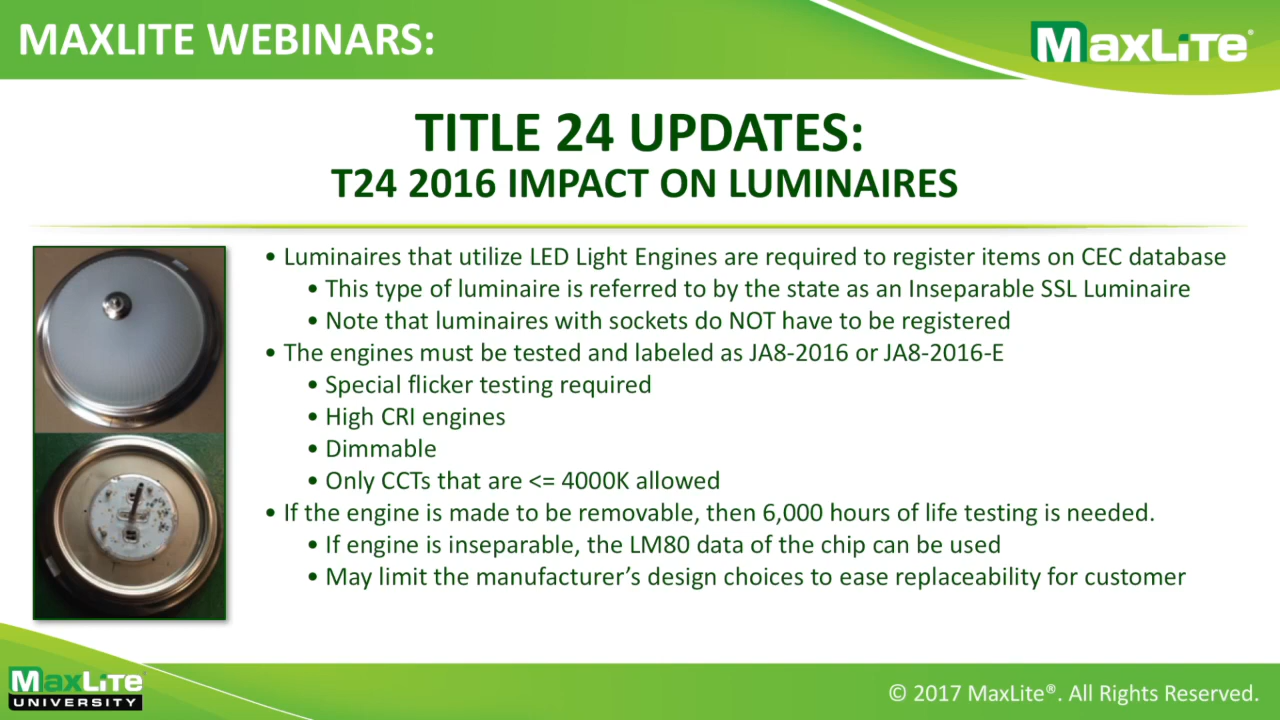 MAXLITE WEBINARS:
MaxLiTe®
TITLE 24 UPDATES:
T24 2016 IMPACT ON LUMINAIRES
• Luminaires that utilize LED Light Engines are required to register items on CEC database
• This type of luminaire is referred to by the state as an Inseparable SSL Luminaire
• Note that luminaires with sockets do NOT have to be registered
• The engines must be tested and labeled as JA8-2016 or JA8-2016-E
• Special flicker testing required
• High CRI engines
• Dimmable
• Only CCTs that are <= 4000K allowed
• If the engine is made to be removable, then 6,000 hours of life testing is needed.
• If engine is inseparable, the LM80 data of the chip can be used
• May limit the manufacturer’s design choices to ease replaceability for customer
MaxLiTe
UNIVERSITY
© 2017 MaxLite®. All Rights Reserved.